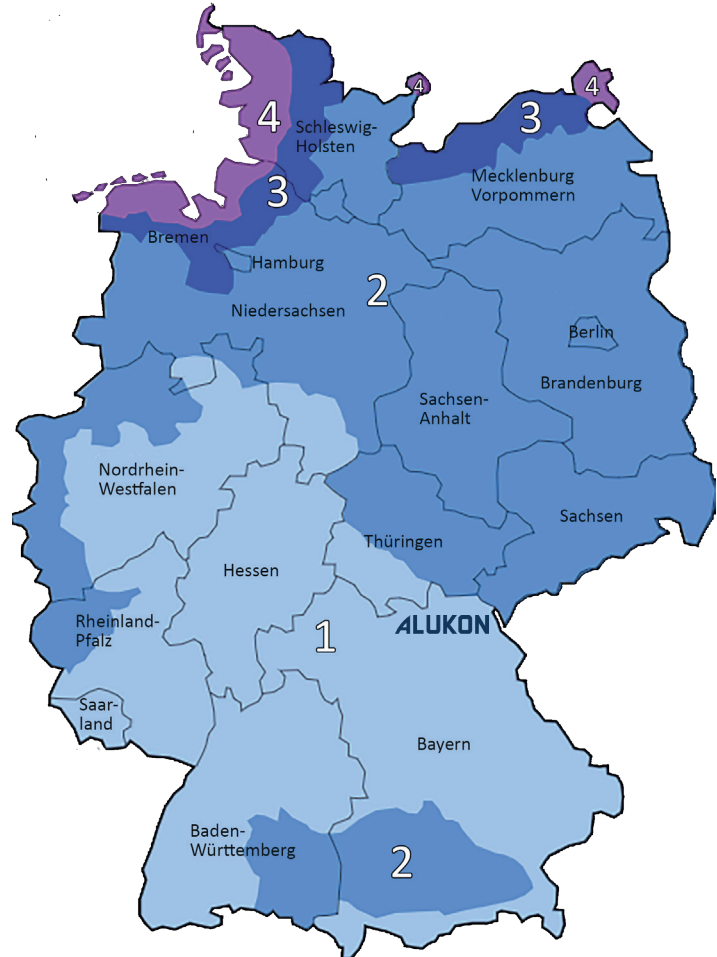 4
4
4
3
Schleswig-
Holsten
Mecklenburg
Vorpommern
3
Bremen
Hamburg
2
Niedersachsen
Berlin
Brandenburg
Sachsen-
Anhalt
Nordrhein-
Westfalen
Sachsen
Thüringen
Hessen
Rheinland-
Pfalz
1
ALUKON
Saar-
land
Bayern
Baden-
Württemberg
2